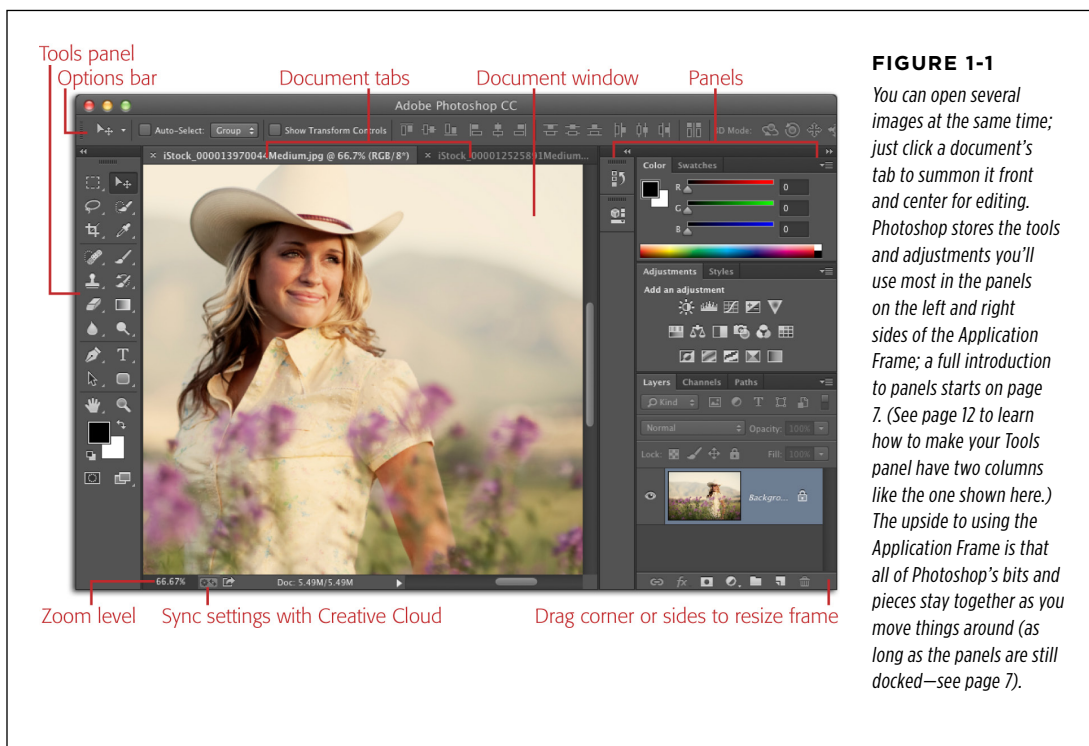 Tools panel
Options bar
Document tabs
Document window
Panels
Adobe Photoshop CC
Auto-Select: Group Show Transform Controls 3D Mode:
× iStock_000013970044Medium.jpg @ 66.7% (RGB/8*) × iStock_000012525891Medium...
Color Swatches
R 0
G 0
B 0
Adjustments Styles
Add an adjustment
Layers Channels Paths
Kind
Normal Opacity: 100%
Lock: Fill: 100%
Backgro...
66.67% Doc: 5.49M/5.49M
Zoom level
Sync settings with Creative Cloud
Drag corner or sides to resize frame
FIGURE 1-1
You can open several
images at the same time;
just click a document’s
tab to summon it front
and center for editing.
Photoshop stores the tools
and adjustments you’ll
use most in the panels
on the left and right
sides of the Application
Frame; a full introduction
to panels starts on page
7. (See page 12 to learn
how to make your Tools
panel have two columns
like the one shown here.)
The upside to using the
Application Frame is that
all of Photoshop’s bits and
pieces stay together as you
move things around (as
long as the panels are still
docked—see page 7).